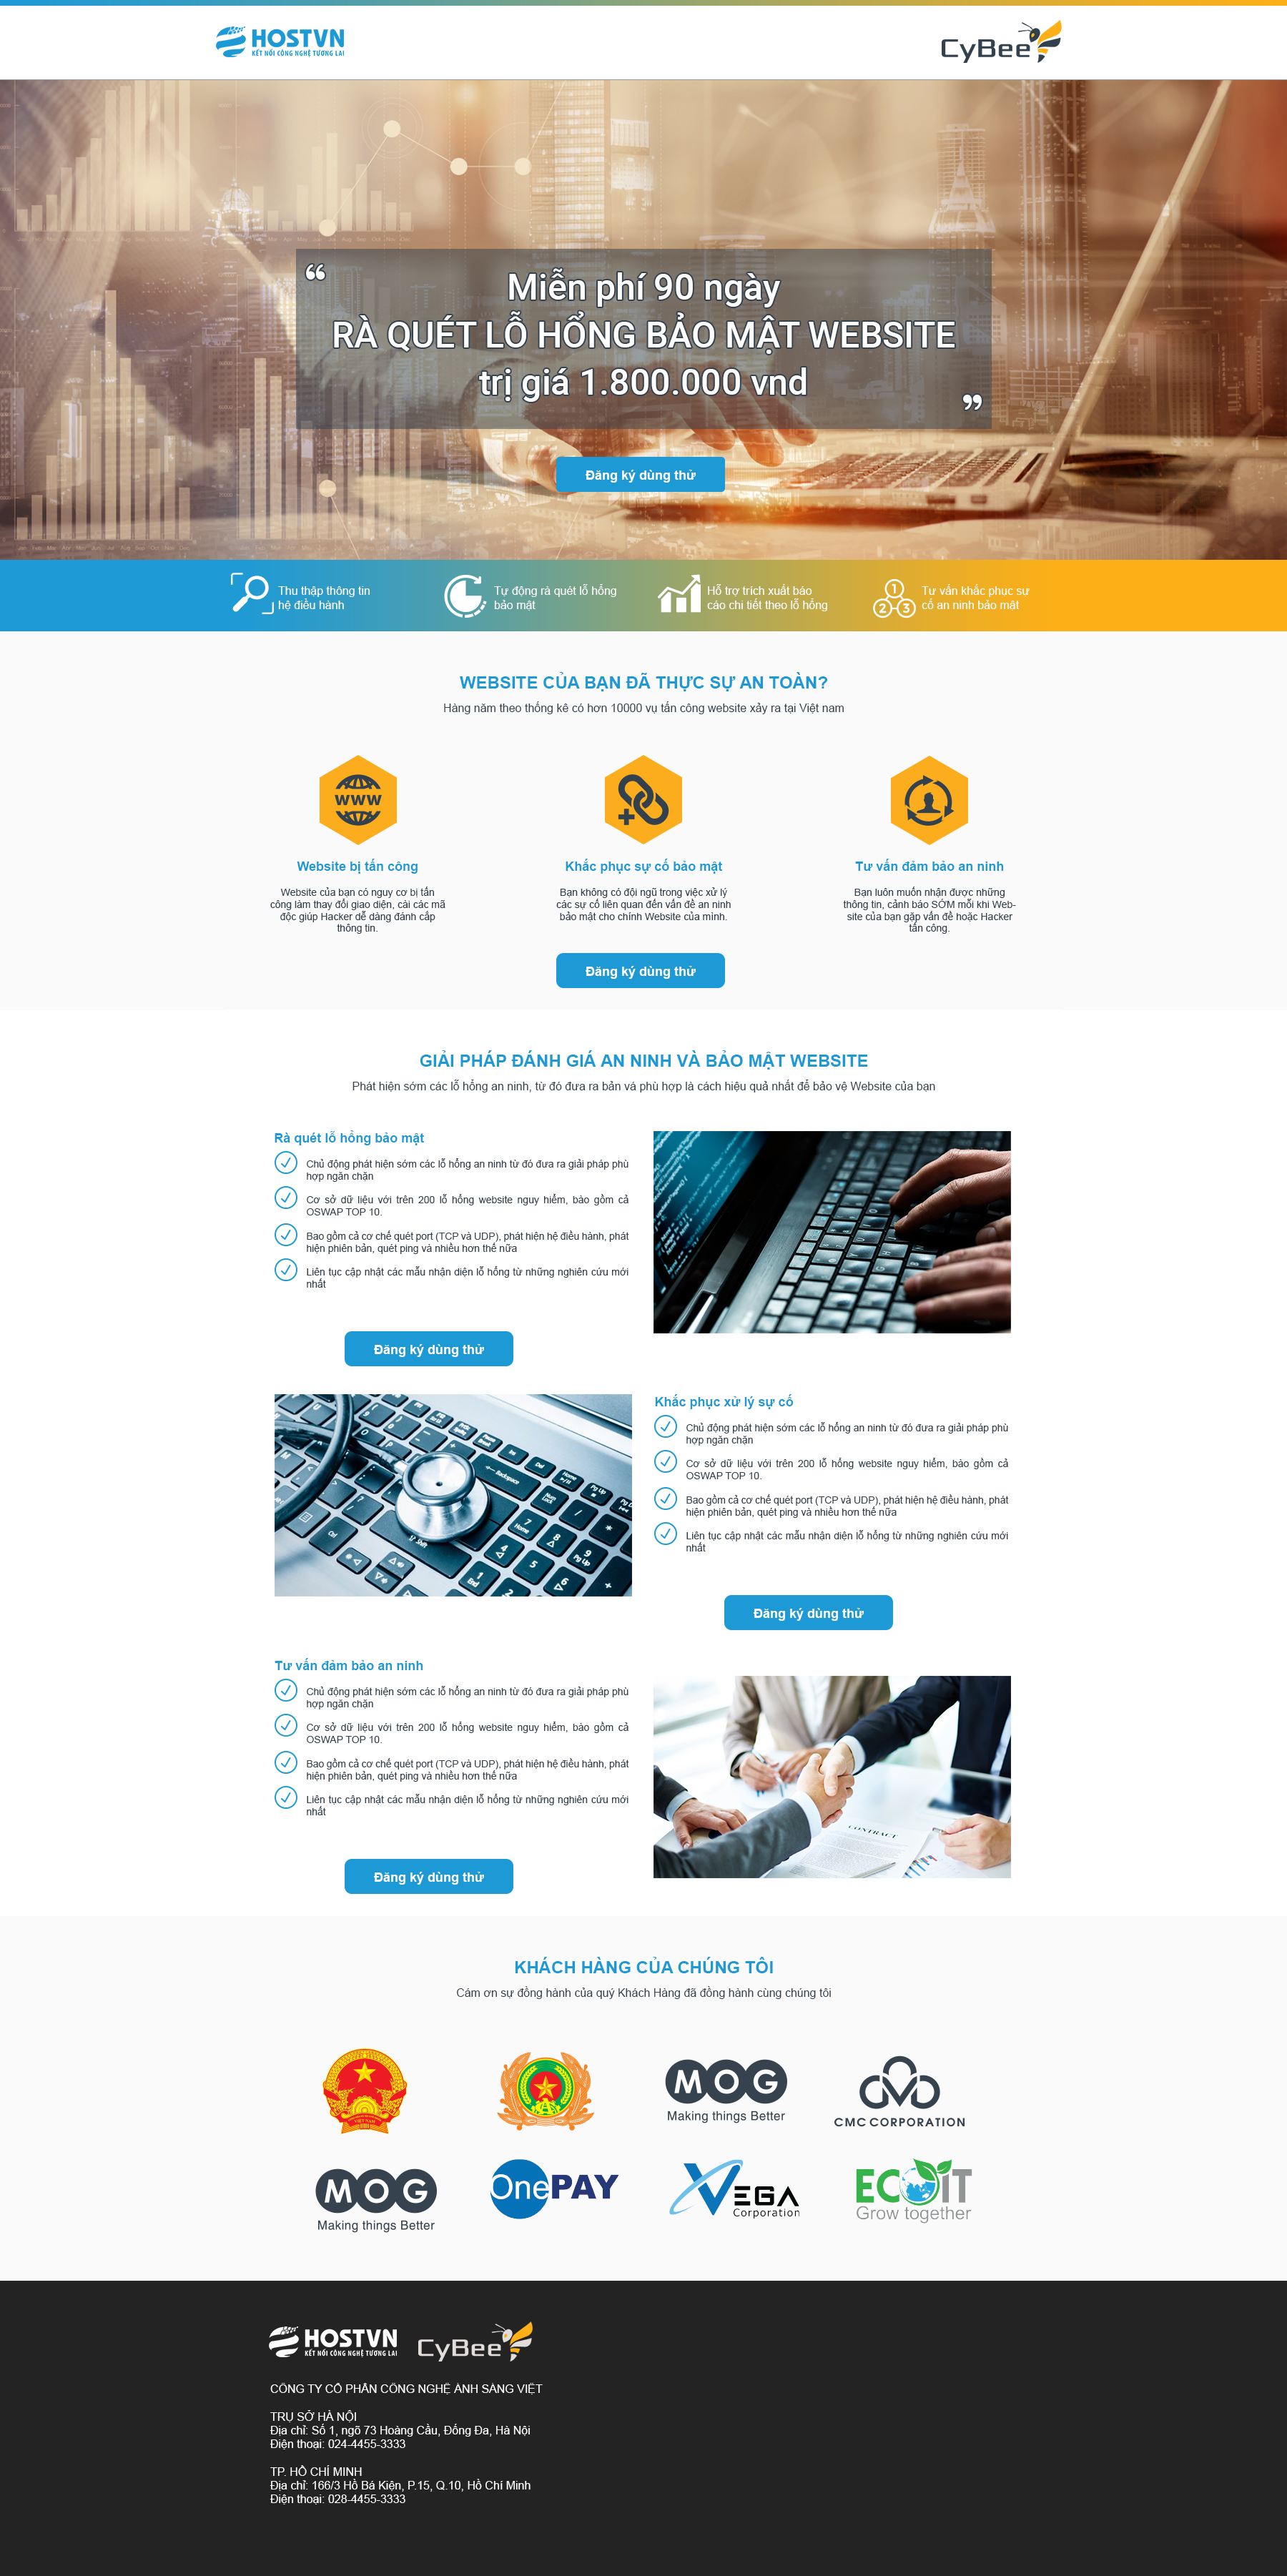 HOSTVN
KẾT NỐI CÔNG NGHỆ TƯƠNG LAI
CyBee
“
Miễn phí 90 ngày
RÀ QUÉT LỖ HỔNG BẢO MẬT WEBSITE
trị giá 1.800.000 vnd
”
Đăng ký dùng thử
Thu thập thông tin
hệ điều hành
Tự động rà quét lỗ hổng
bảo mật
Hỗ trợ trích xuất báo
cáo chi tiết theo lỗ hổng
1
2 3
Tư vấn khắc phục sự
cố an ninh bảo mật
WEBSITE CỦA BẠN ĐÃ THỰC SỰ AN TOÀN?
Hàng năm theo thống kê có hơn 10000 vụ tấn công website xảy ra tại Việt nam
WWW
Website bị tấn công
Website của bạn có nguy cơ bị tấn
công làm thay đổi giao diện, cài các mã
độc giúp Hacker dễ dàng đánh cắp
thông tin.
Khắc phục sự cố bảo mật
Bạn không có đội ngũ trong việc xử lý
các sự cố liên quan đến vấn đề an ninh
bảo mật cho chính Website của mình.
Tư vấn đảm bảo an ninh
Bạn luôn muốn nhận được những
thông tin, cảnh báo SỚM mỗi khi Web-
site của bạn gặp vấn đề hoặc Hacker
tấn công.
Đăng ký dùng thử
GIẢI PHÁP ĐÁNH GIÁ AN NINH VÀ BẢO MẬT WEBSITE
Phát hiện sớm các lỗ hổng an ninh, từ đó đưa ra bản vá phù hợp là cách hiệu quả nhất để bảo vệ Website của bạn
Rà quét lỗ hổng bảo mật
Chủ động phát hiện sớm các lỗ hổng an ninh từ đó đưa ra giải pháp phù
hợp ngăn chặn
Cơ sở dữ liệu với trên 200 lỗ hổng website nguy hiểm, bào gồm cả
OSWAP TOP 10.
Bao gồm cả cơ chế quét port (TCP và UDP), phát hiện hệ điều hành, phát
hiện phiên bản, quét ping và nhiều hơn thế nữa
Liên tục cập nhật các mẫu nhận diện lỗ hổng từ những nghiên cứu mới
nhất
Đăng ký dùng thử
Khắc phục xử lý sự cố
Chủ động phát hiện sớm các lỗ hổng an ninh từ đó đưa ra giải pháp phù
hợp ngăn chặn
Cơ sở dữ liệu với trên 200 lỗ hổng website nguy hiểm, bào gồm cả
OSWAP TOP 10.
Bao gồm cả cơ chế quét port (TCP và UDP), phát hiện hệ điều hành, phát
hiện phiên bản, quét ping và nhiều hơn thế nữa
Liên tục cập nhật các mẫu nhận diện lỗ hổng từ những nghiên cứu mới
nhất
Đăng ký dùng thử
Tư vấn đảm bảo an ninh
Chủ động phát hiện sớm các lỗ hổng an ninh từ đó đưa ra giải pháp phù
hợp ngăn chặn
Cơ sở dữ liệu với trên 200 lỗ hổng website nguy hiểm, bào gồm cả
OSWAP TOP 10.
Bao gồm cả cơ chế quét port (TCP và UDP), phát hiện hệ điều hành, phát
hiện phiên bản, quét ping và nhiều hơn thế nữa
Liên tục cập nhật các mẫu nhận diện lỗ hổng từ những nghiên cứu mới
nhất
CONTRACT
Đăng ký dùng thử
KHÁCH HÀNG CỦA CHÚNG TÔI
Cám ơn sự đồng hành của quý Khách Hàng đã đồng hành cùng chúng tôi
VIỆT NAM
MOG
Making things Better
CMC CORPORATION
MOG
Making things Better
OnePAY
VEGA
Corporation
ECOIT
Grow together
HOSTVN
KẾT NỐI CÔNG NGHỆ TƯƠNG LAI
CyBee
CÔNG TY CỔ PHẦN CÔNG NGHỆ ÁNH SÁNG VIỆT
TRỤ SỞ HÀ NỘI
Địa chỉ: Số 1, ngõ 73 Hoàng Cầu, Đống Đa, Hà Nội
Điện thoại: 024-4455-3333
TP. HỒ CHÍ MINH
Địa chỉ: 166/3 Hồ Bá Kiện, P.15, Q.10, Hồ Chí Minh
Điện thoại: 028-4455-3333